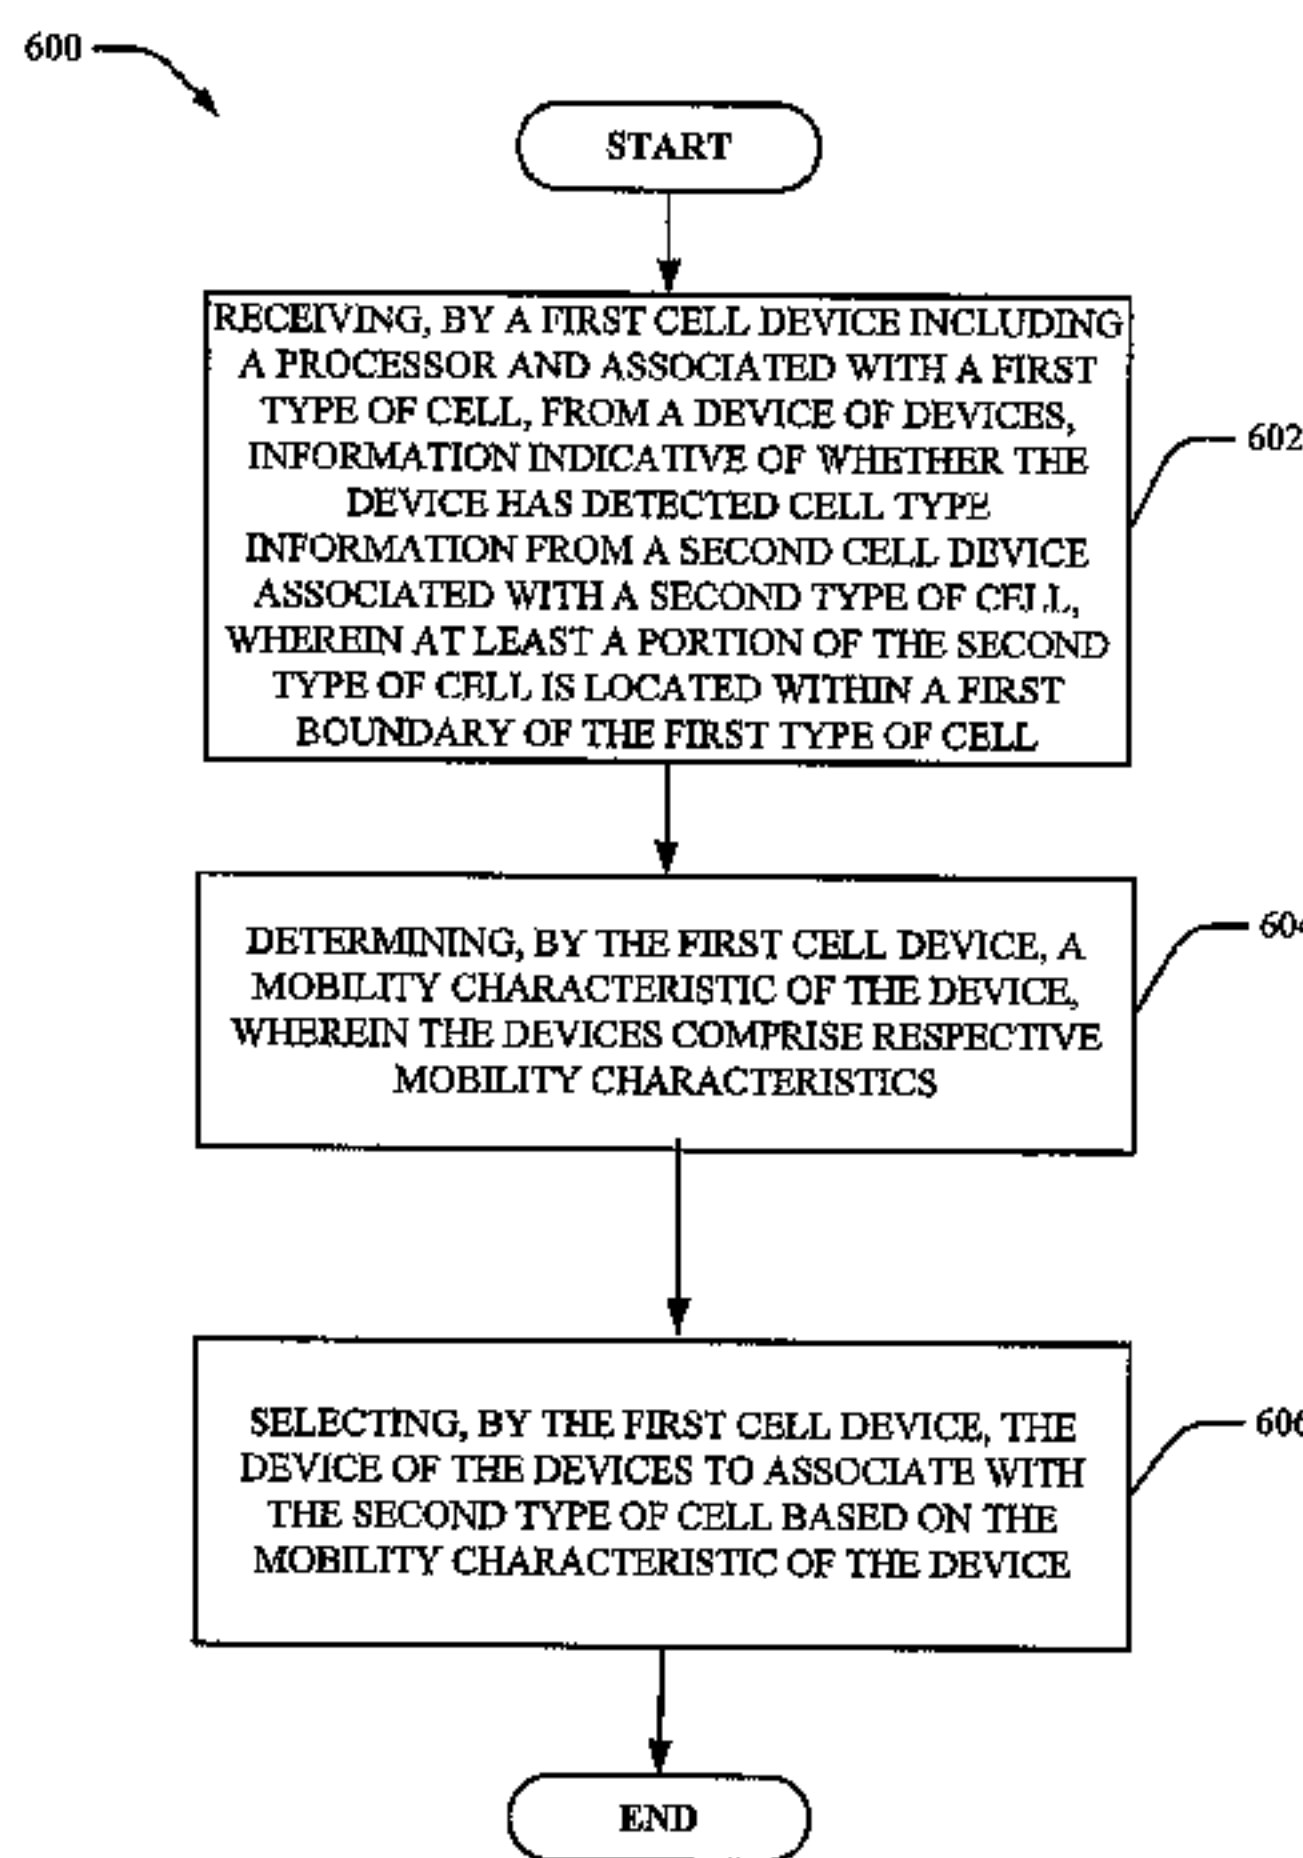 600
START
RECEIVING, BY A FIRST CELL DEVICE INCLUDING
A PROCESSOR AND ASSOCIATED WITH A FIRST
TYPE OF CELL, FROM A DEVICE OF DEVICES,
INFORMATION INDICATIVE OF WHETHER THE
DEVICE HAS DETECTED CELL TYPE
INFORMATION FROM A SECOND CELL DEVICE
ASSOCIATED WITH A SECOND TYPE OF CELL,
WHEREIN AT LEAST A PORTION OF THE SECOND
TYPE OF CELL IS LOCATED WITHIN A FIRST
BOUNDARY OF THE FIRST TYPE OF CELL
602
DETERMINING, BY THE FIRST CELL DEVICE, A
MOBILITY CHARACTERISTIC OF THE DEVICE,
WHEREIN THE DEVICES COMPRISE RESPECTIVE
MOBILITY CHARACTERISTICS
604
SELECTING, BY THE FIRST CELL DEVICE, THE
DEVICE OF THE DEVICES TO ASSOCIATE WITH
THE SECOND TYPE OF CELL BASED ON THE
MOBILITY CHARACTERISTIC OF THE DEVICE
606
END